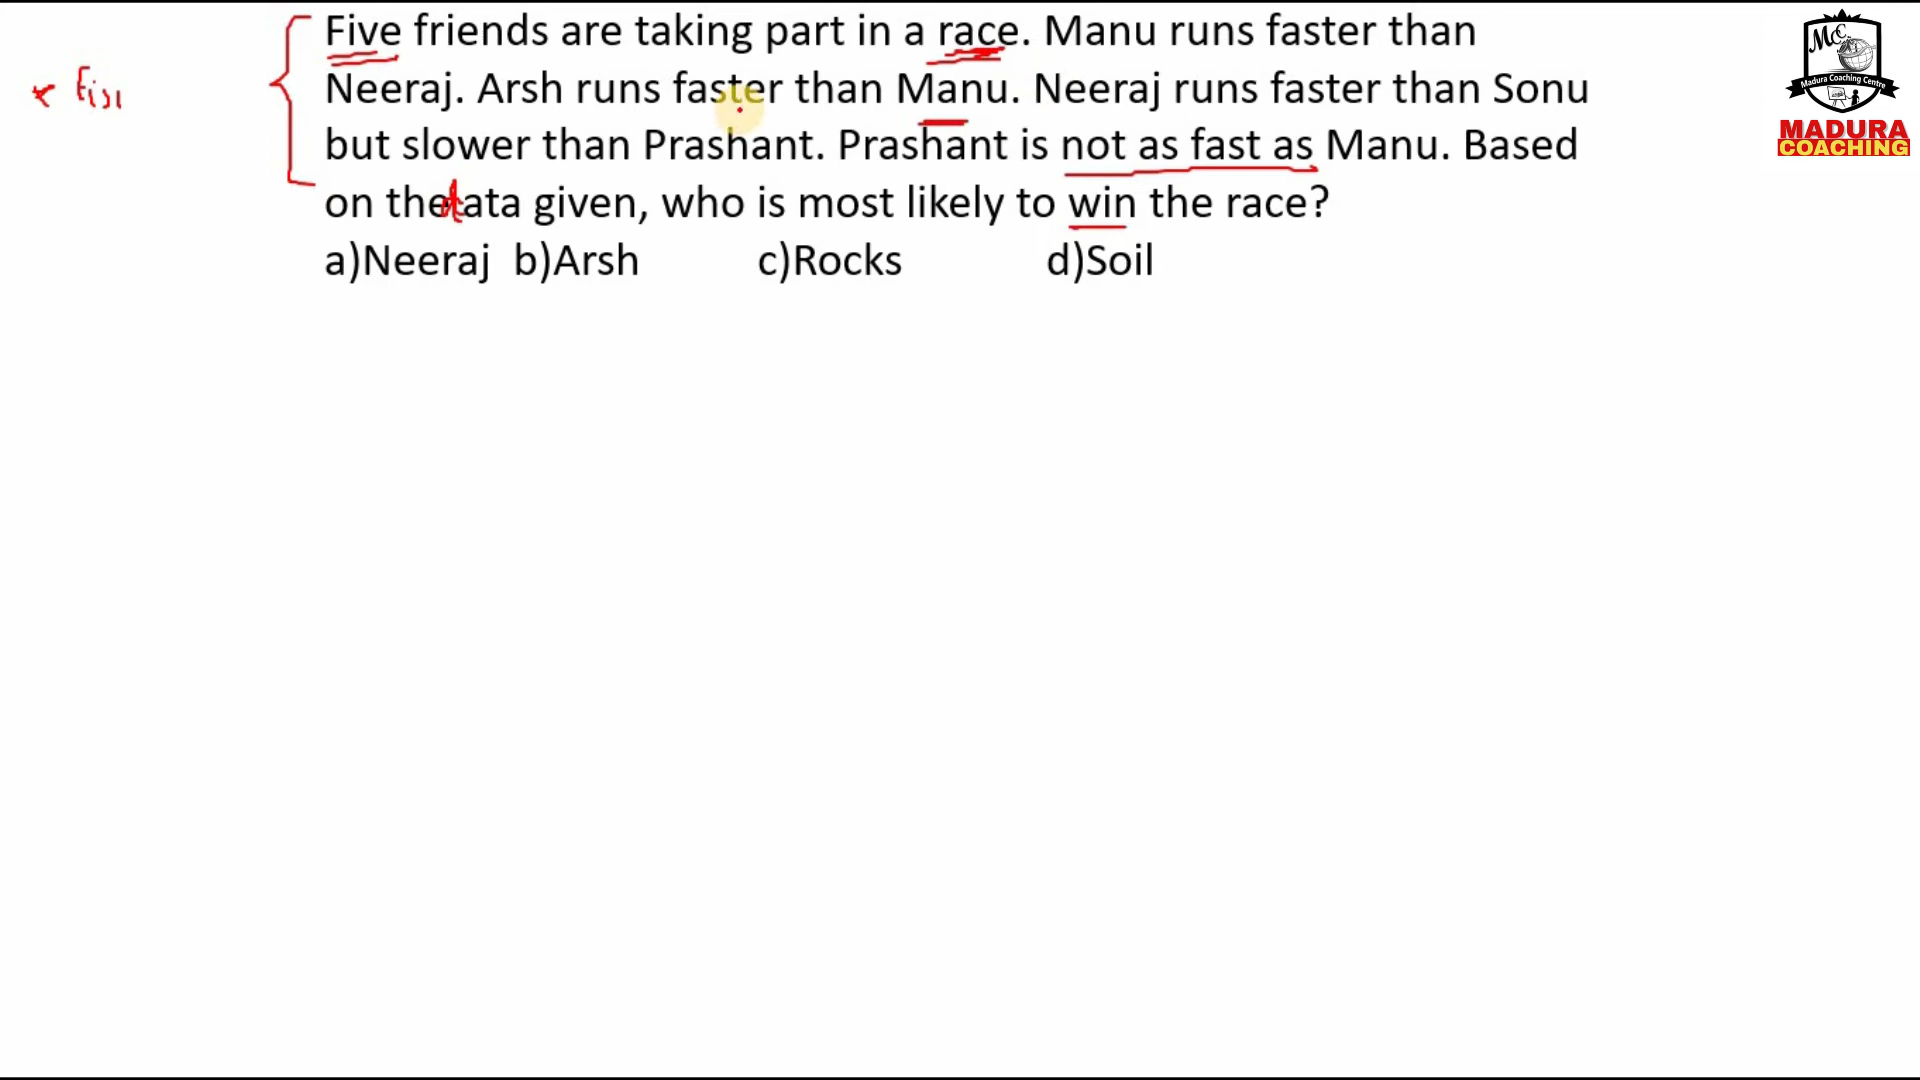 Five friends are taking part in a race. Manu runs faster than
Neeraj. Arsh runs faster than Manu. Neeraj runs faster than Sonu
but slower than Prashant. Prashant is not as fast as Manu. Based
on the data given, who is most likely to win the race?
a)Neeraj b)Arsh c)Rocks d)Soil
MC
Madura Coaching Centre
MADURA
COACHING